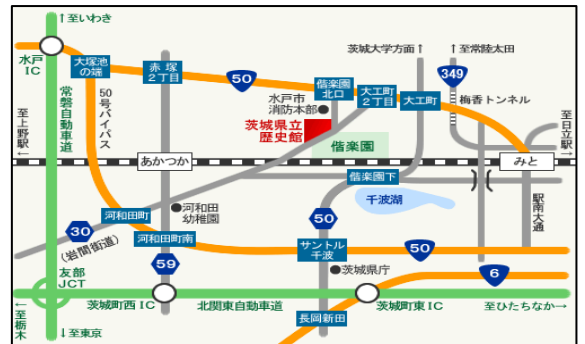 ↑至いわき
水戸
IC
大塚池
の端
赤塚
2丁目
50
茨城大学方面↑
↑至常陸太田
349
偕楽園
北口
大工町
2丁目
大工町
梅香トンネル
水戸市
消防本部
茨城県立
歴史館
偕楽園
常磐自動車道
50号バイパス
至上野駅
←
至日立駅
→
あかつか
みと
偕楽園下
千波湖
駅南大通
河和田
幼稚園
河和田町
30
(岩間街道)
河和田町南
50
サントル
千波
50
59
茨城県庁
6
友部
JCT
茨城町西IC
北関東自動車道
茨城町東IC
至ひたちなか→
←至栃木
↓至東京
長岡新田